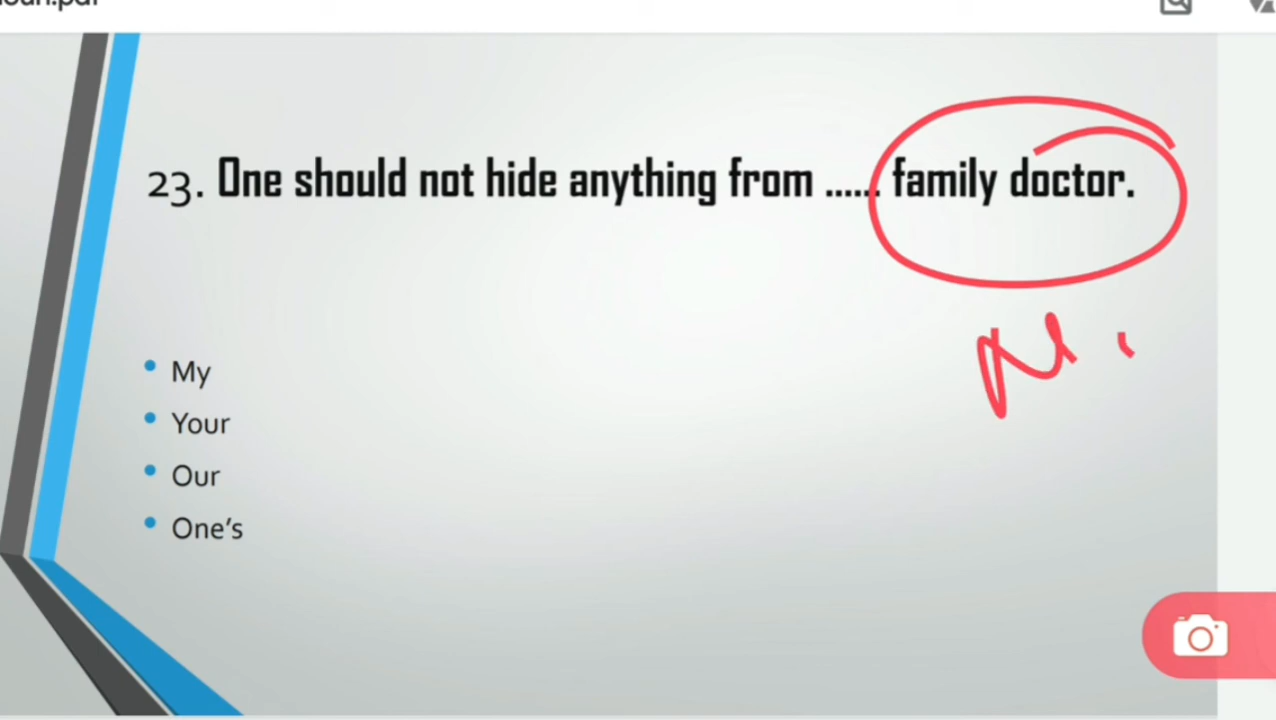 23. One should not hide anything from ...... family doctor.
My
Your
Our
One's